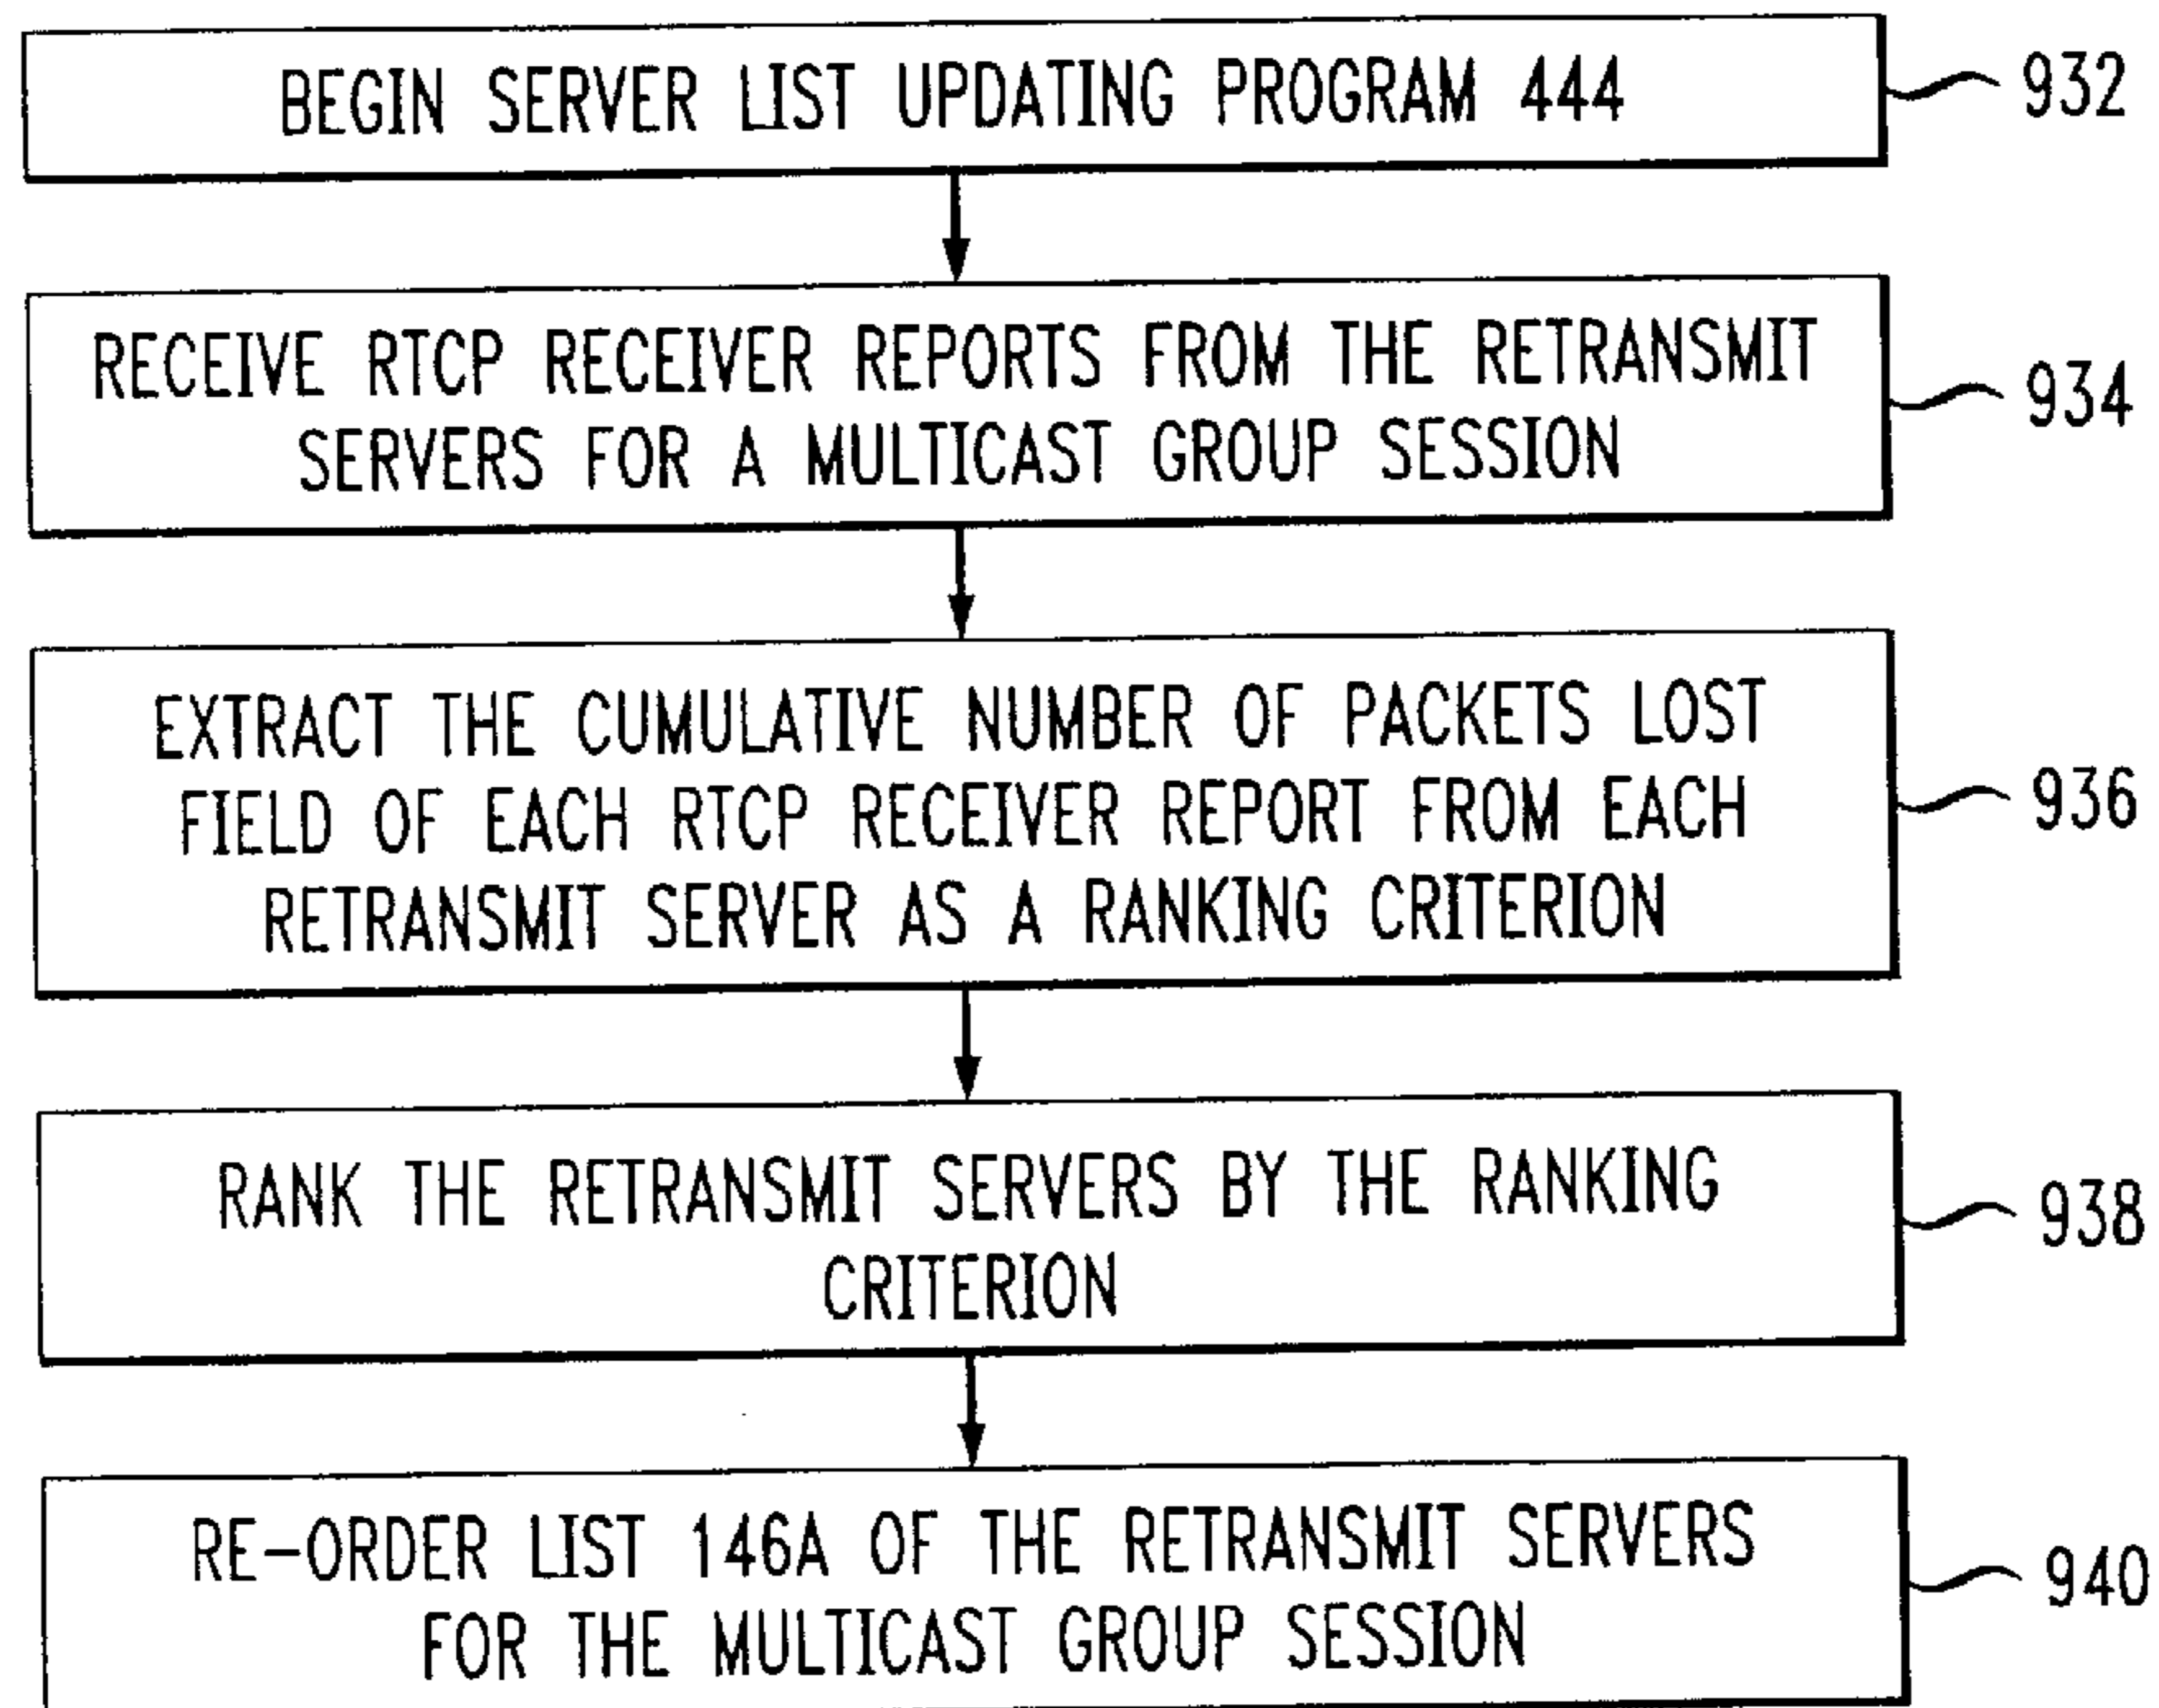 BEGIN SERVER LIST UPDATING PROGRAM 444
932
RECEIVE RTCP RECEIVER REPORTS FROM THE RETRANSMIT
SERVERS FOR A MULTICAST GROUP SESSION
934
EXTRACT THE CUMULATIVE NUMBER OF PACKETS LOST
FIELD OF EACH RTCP RECEIVER REPORT FROM EACH
RETRANSMIT SERVER AS A RANKING CRITERION
936
RANK THE RETRANSMIT SERVERS BY THE RANKING
CRITERION
938
RE-ORDER LIST 146A OF THE RETRANSMIT SERVERS
FOR THE MULTICAST GROUP SESSION
940